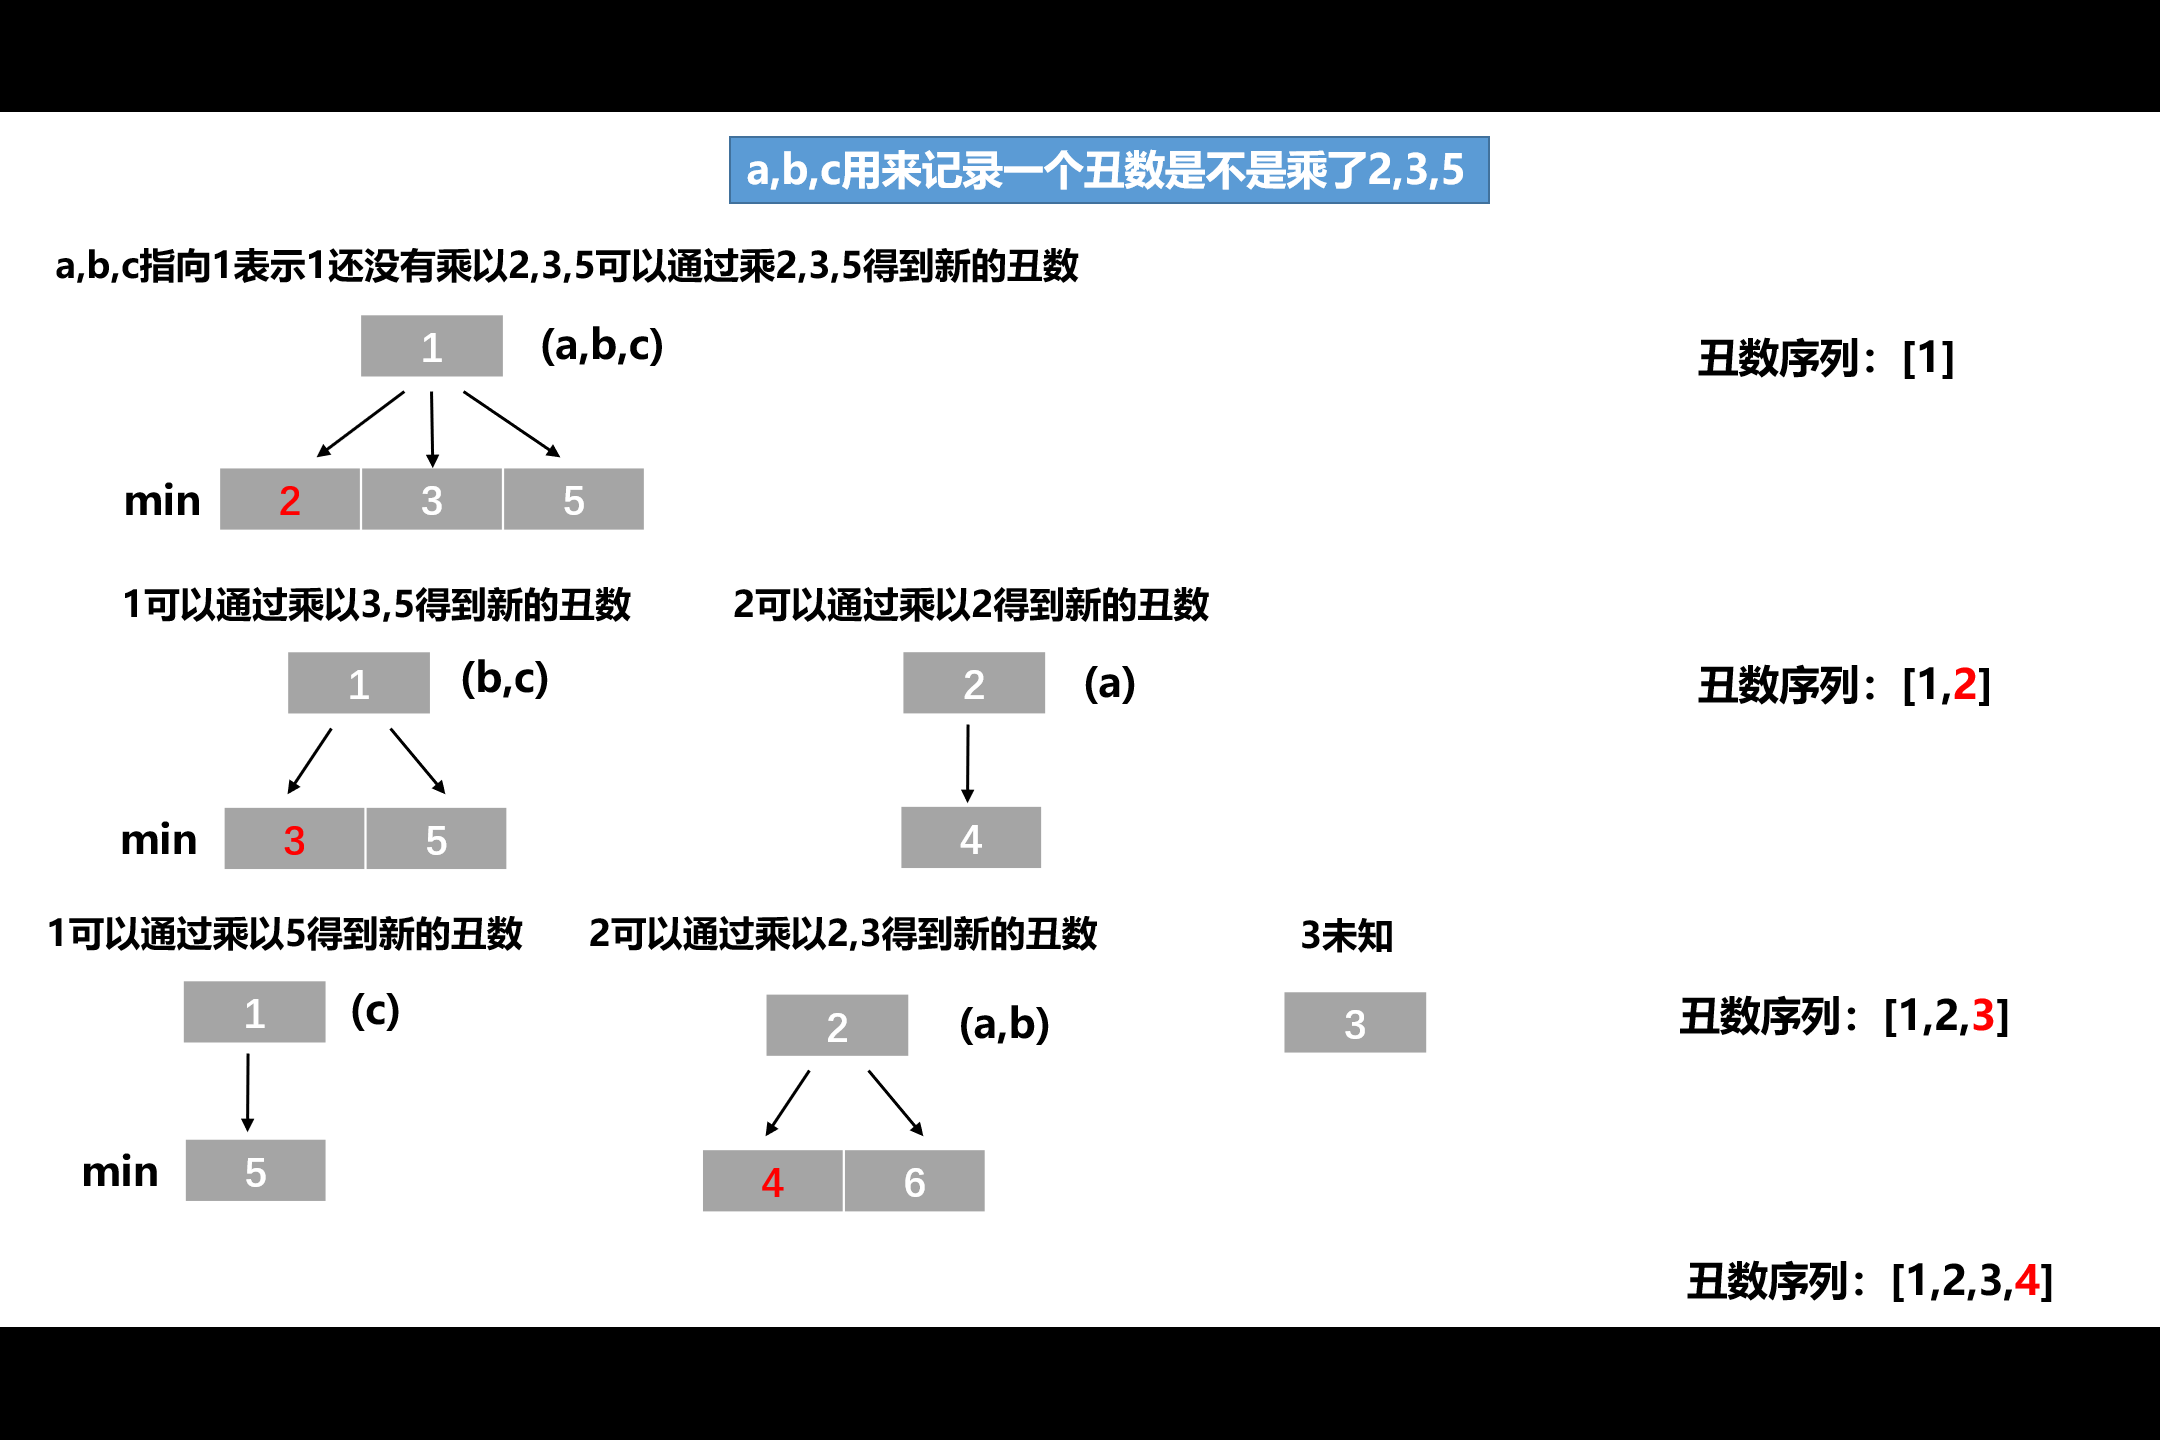 a,b,c用来记录一个丑数是不是乘了2,3,5
a,b,c指向1表示1还没有乘以2,3,5可以通过乘2,3,5得到新的丑数
1 (a,b,c)
丑数序列：[1]
min 2 3 5
1可以通过乘以3,5得到新的丑数
2可以通过乘以2得到新的丑数
1 (b,c)
2 (a)
丑数序列：[1,2]
min 3 5
4
1可以通过乘以5得到新的丑数
2可以通过乘以2,3得到新的丑数
3未知
1 (c)
2 (a,b)
3
丑数序列：[1,2,3]
min 5
4 6
丑数序列：[1,2,3,4]